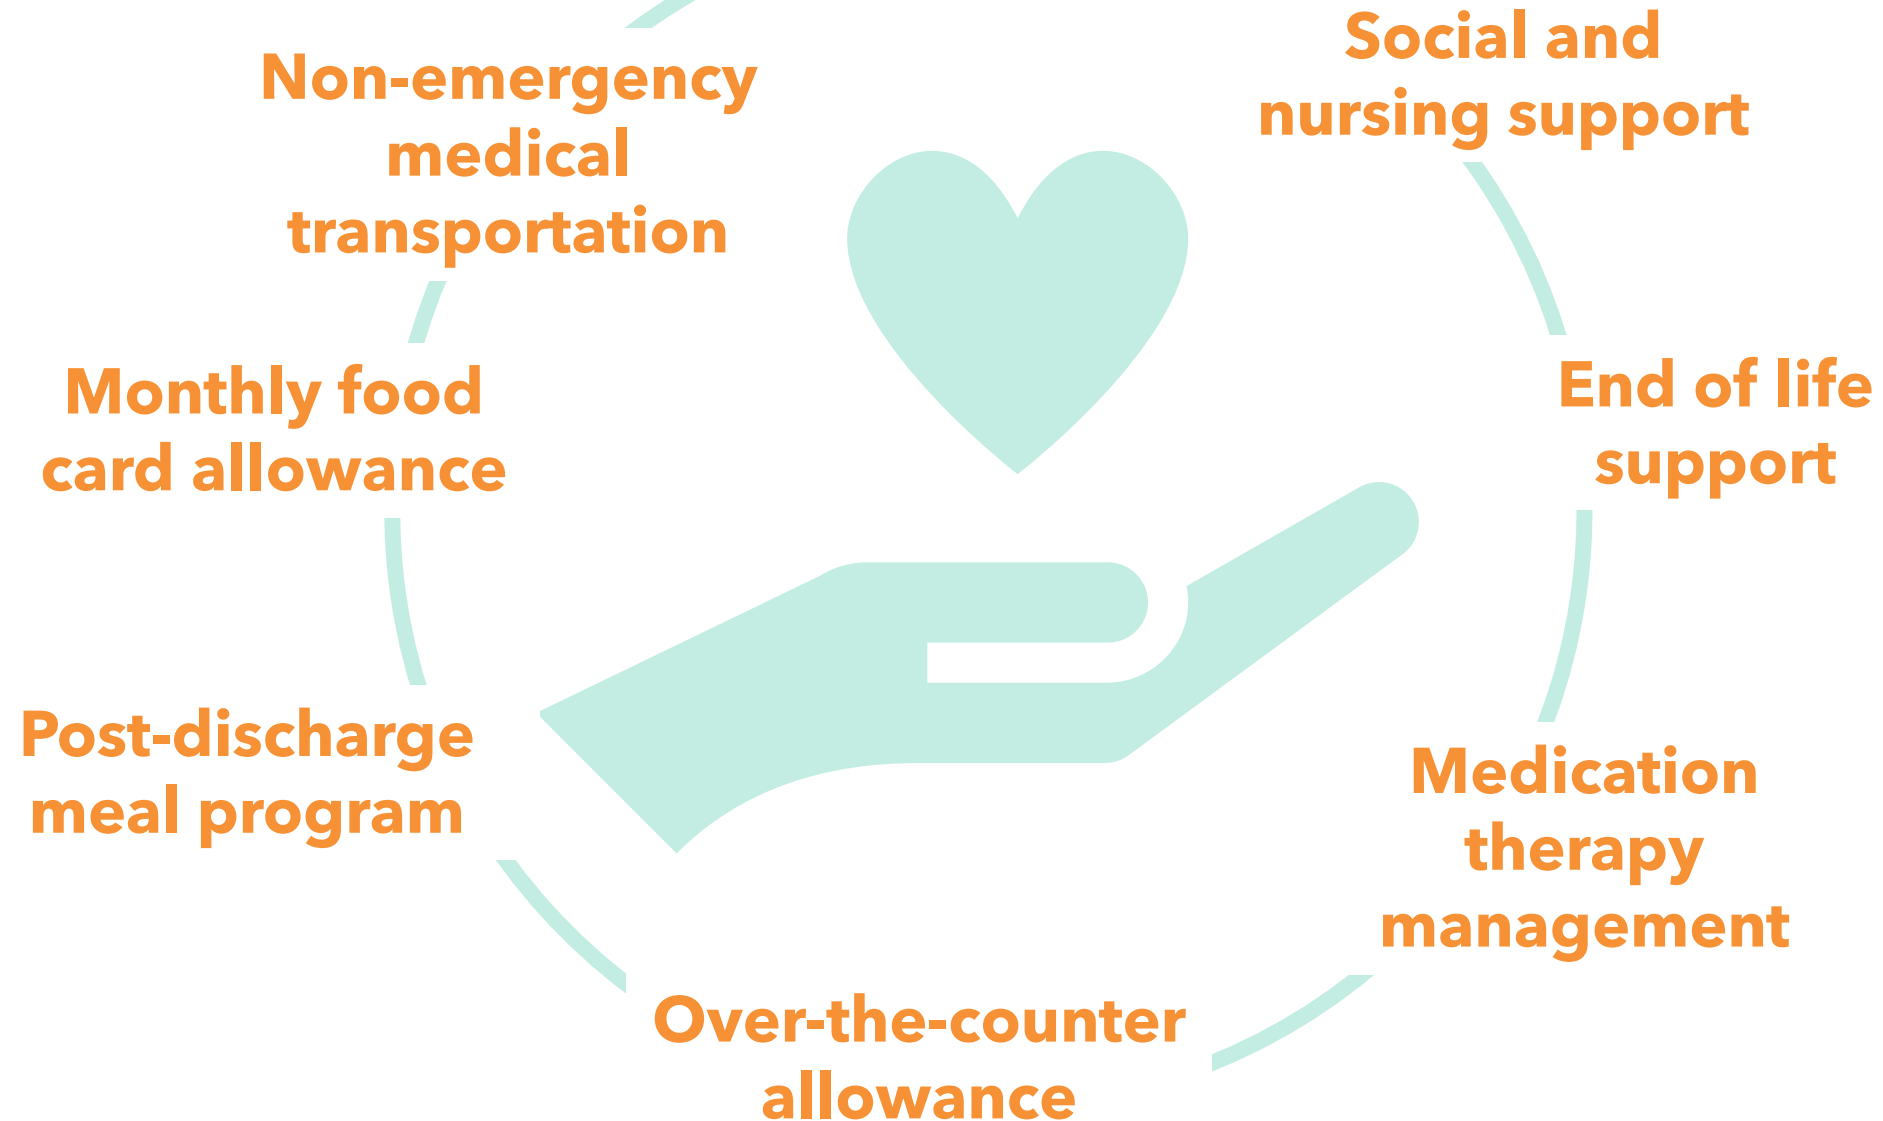 Non-emergency
medical
transportation
Social and
nursing support
Monthly food
card allowance
End of life
support
Post-discharge
meal program
Medication
therapy
management
Over-the-counter
allowance